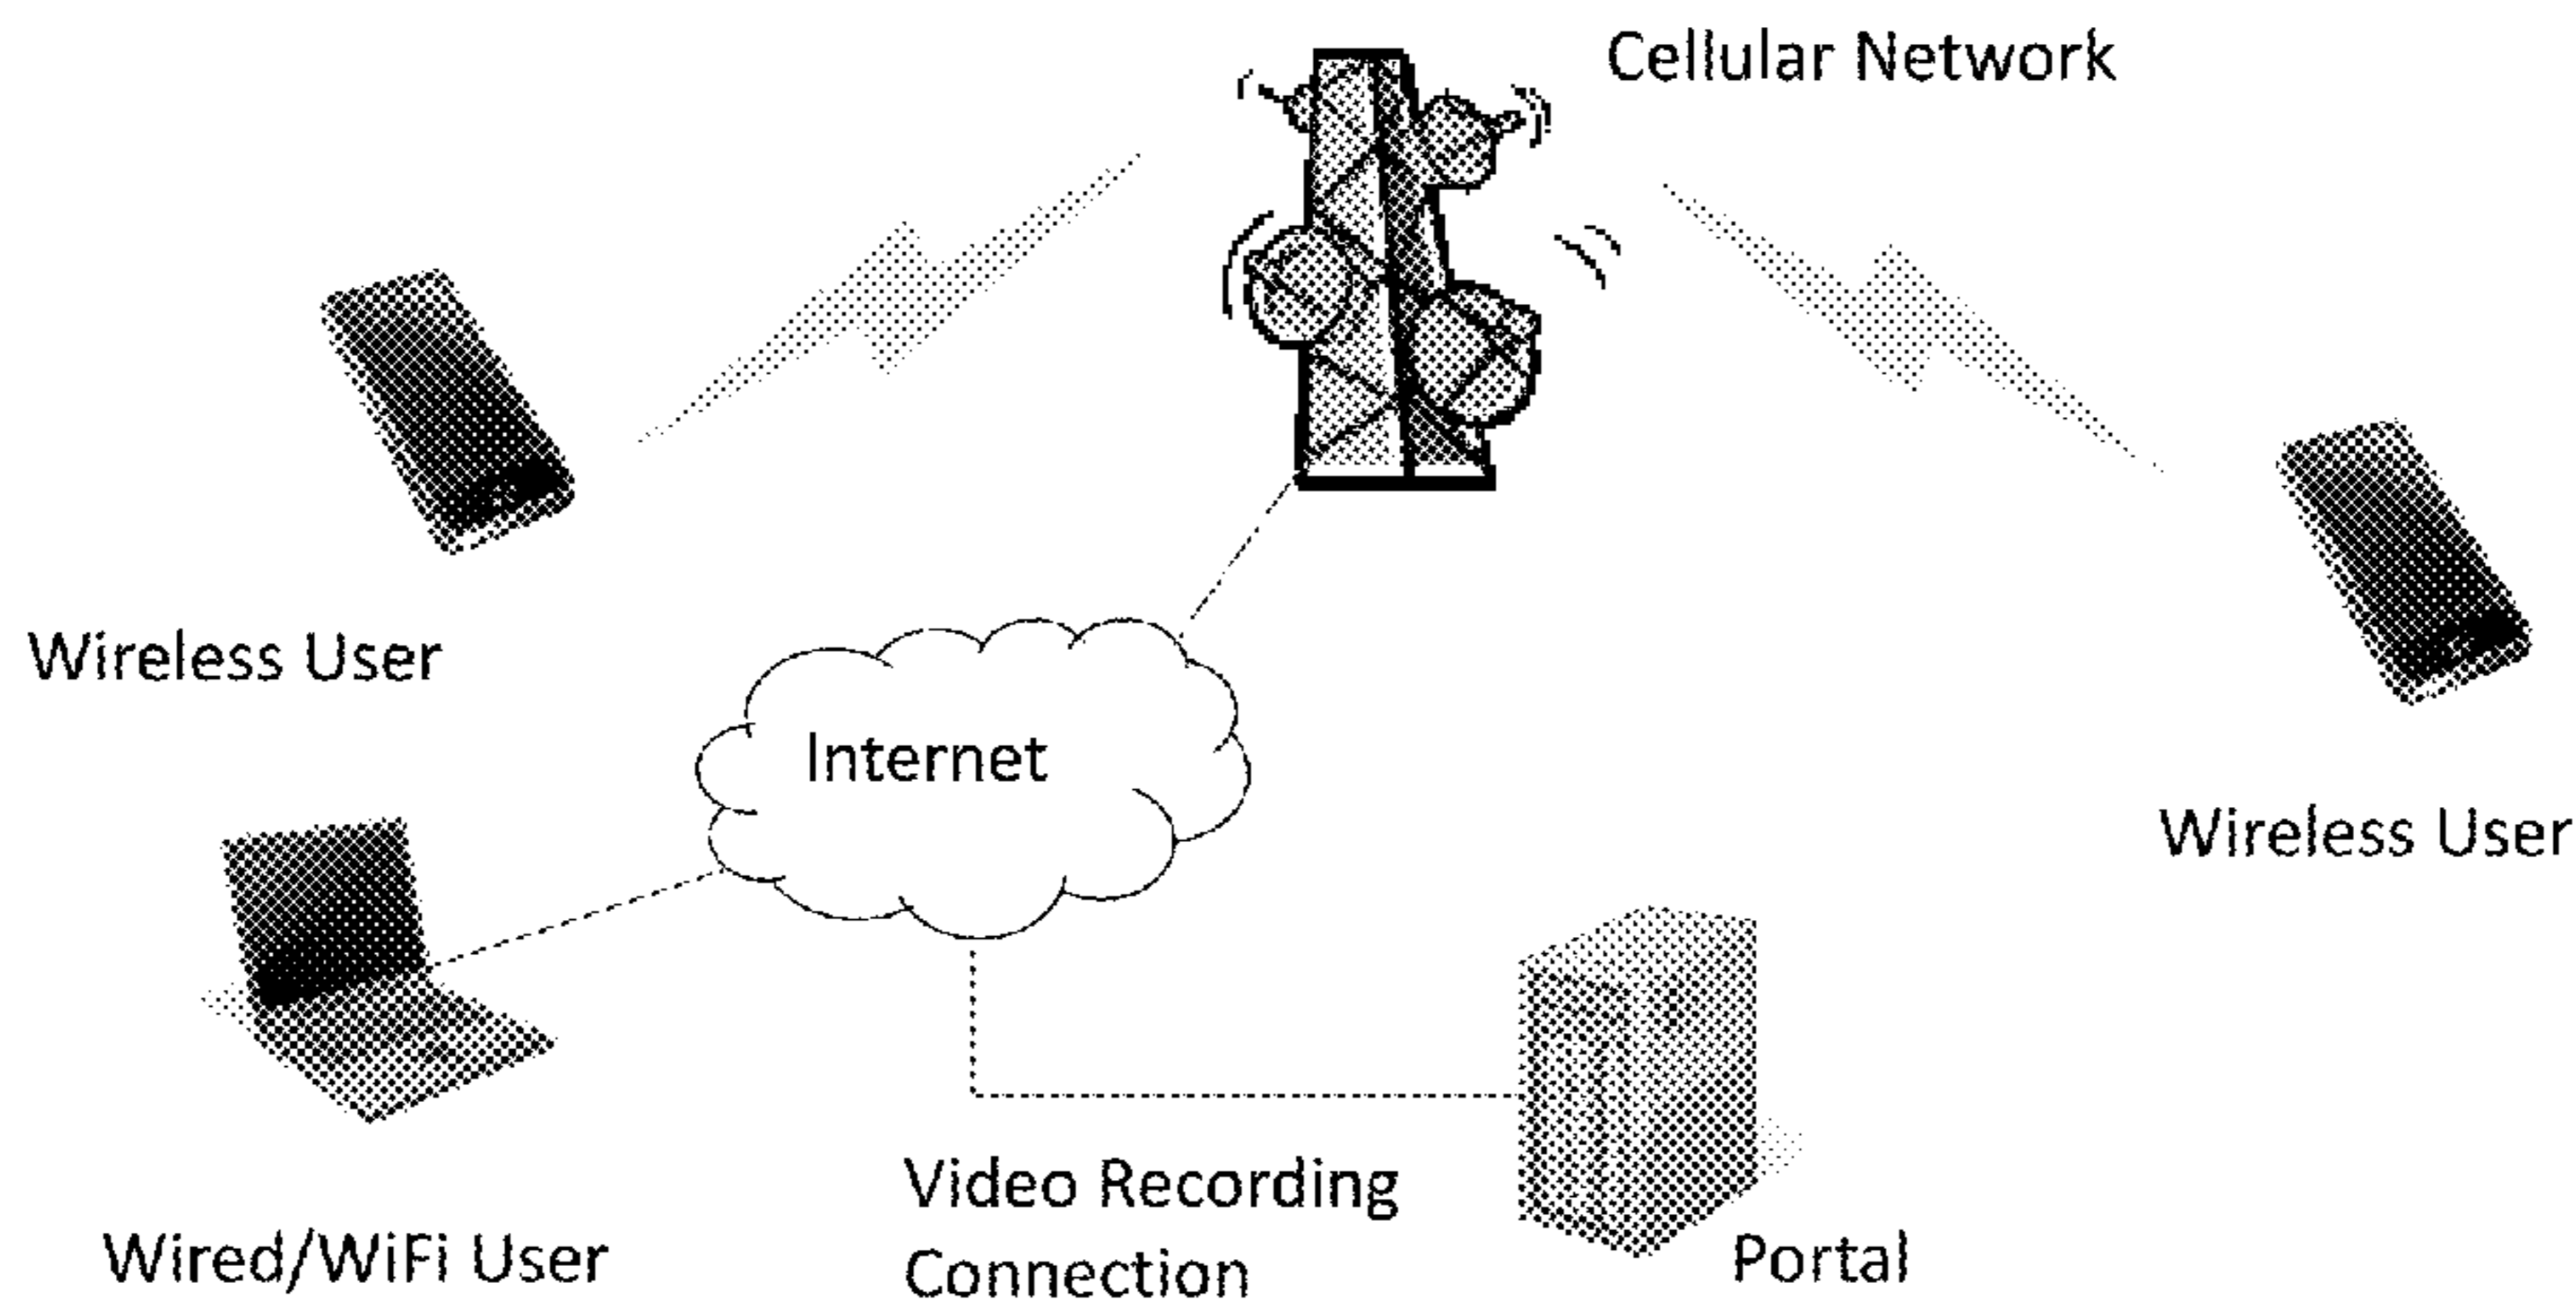 Cellular Network
Wireless User
Internet
Wireless User
Video Recording
Connection
Wired/WiFi User
Portal